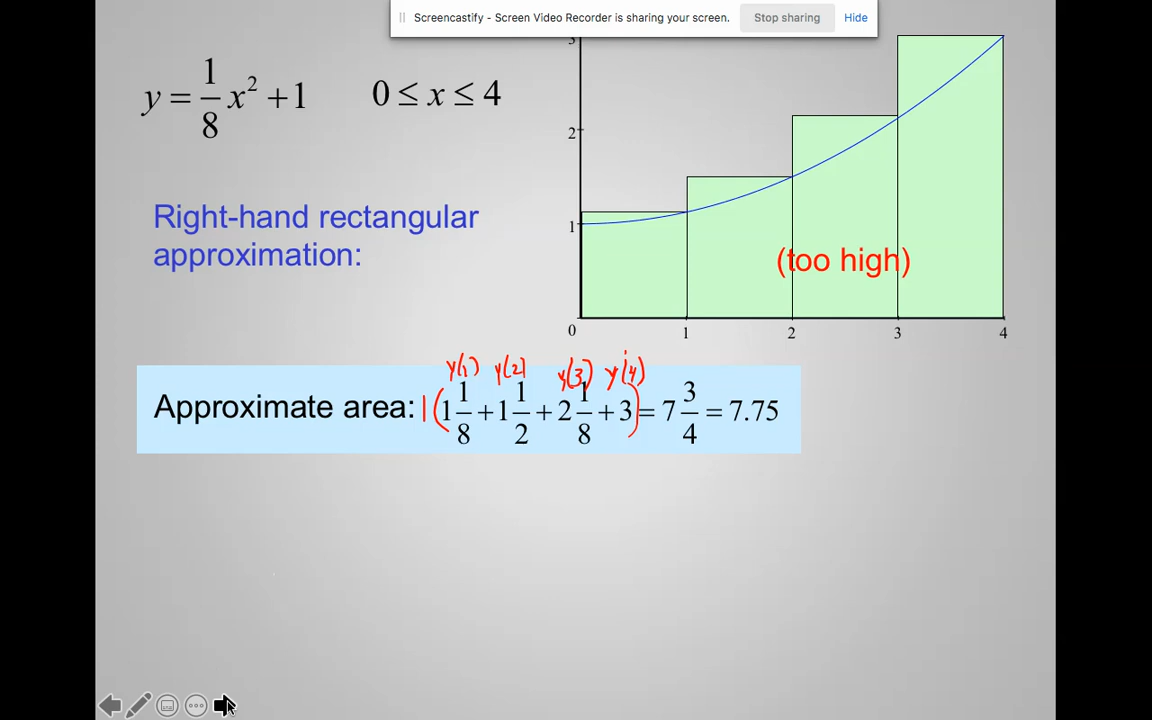 Screencastify - Screen Video Recorder is sharing your screen. Stop sharing Hide
y = 1/8 x² + 1 0 ≤ x ≤ 4
Right-hand rectangular
approximation:
3
2
1
0 1 2 3 4
(too high)
y(1) y(2) y(3) y(4)
Approximate area: 1(1 1/8 + 1 1/2 + 2 1/8 + 3) = 7 3/4 = 7.75